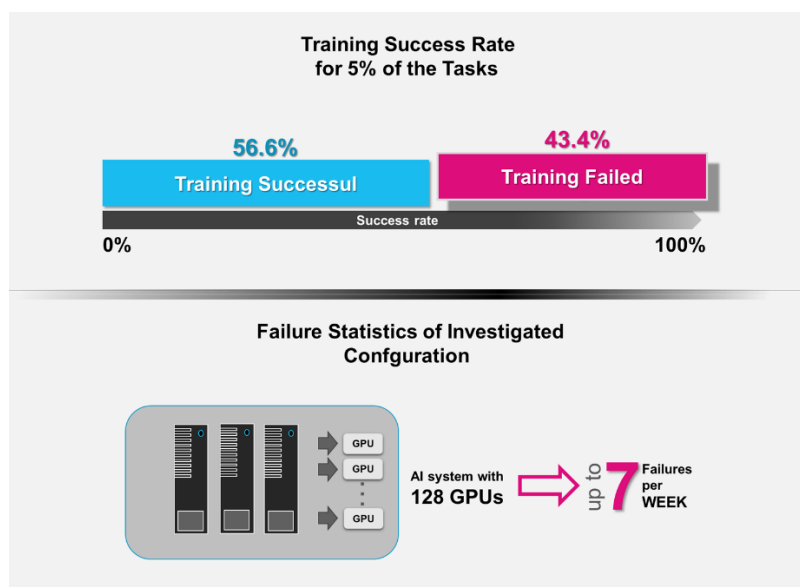 Training Success Rate
for 5% of the Tasks
56.6%
43.4%
Training Successul
Training Failed
Success rate
0%
100%
Failure Statistics of Investigated
Confguration
GPU
GPU
GPU
AI system with
128 GPUs
up to
7
Failures
per
WEEK